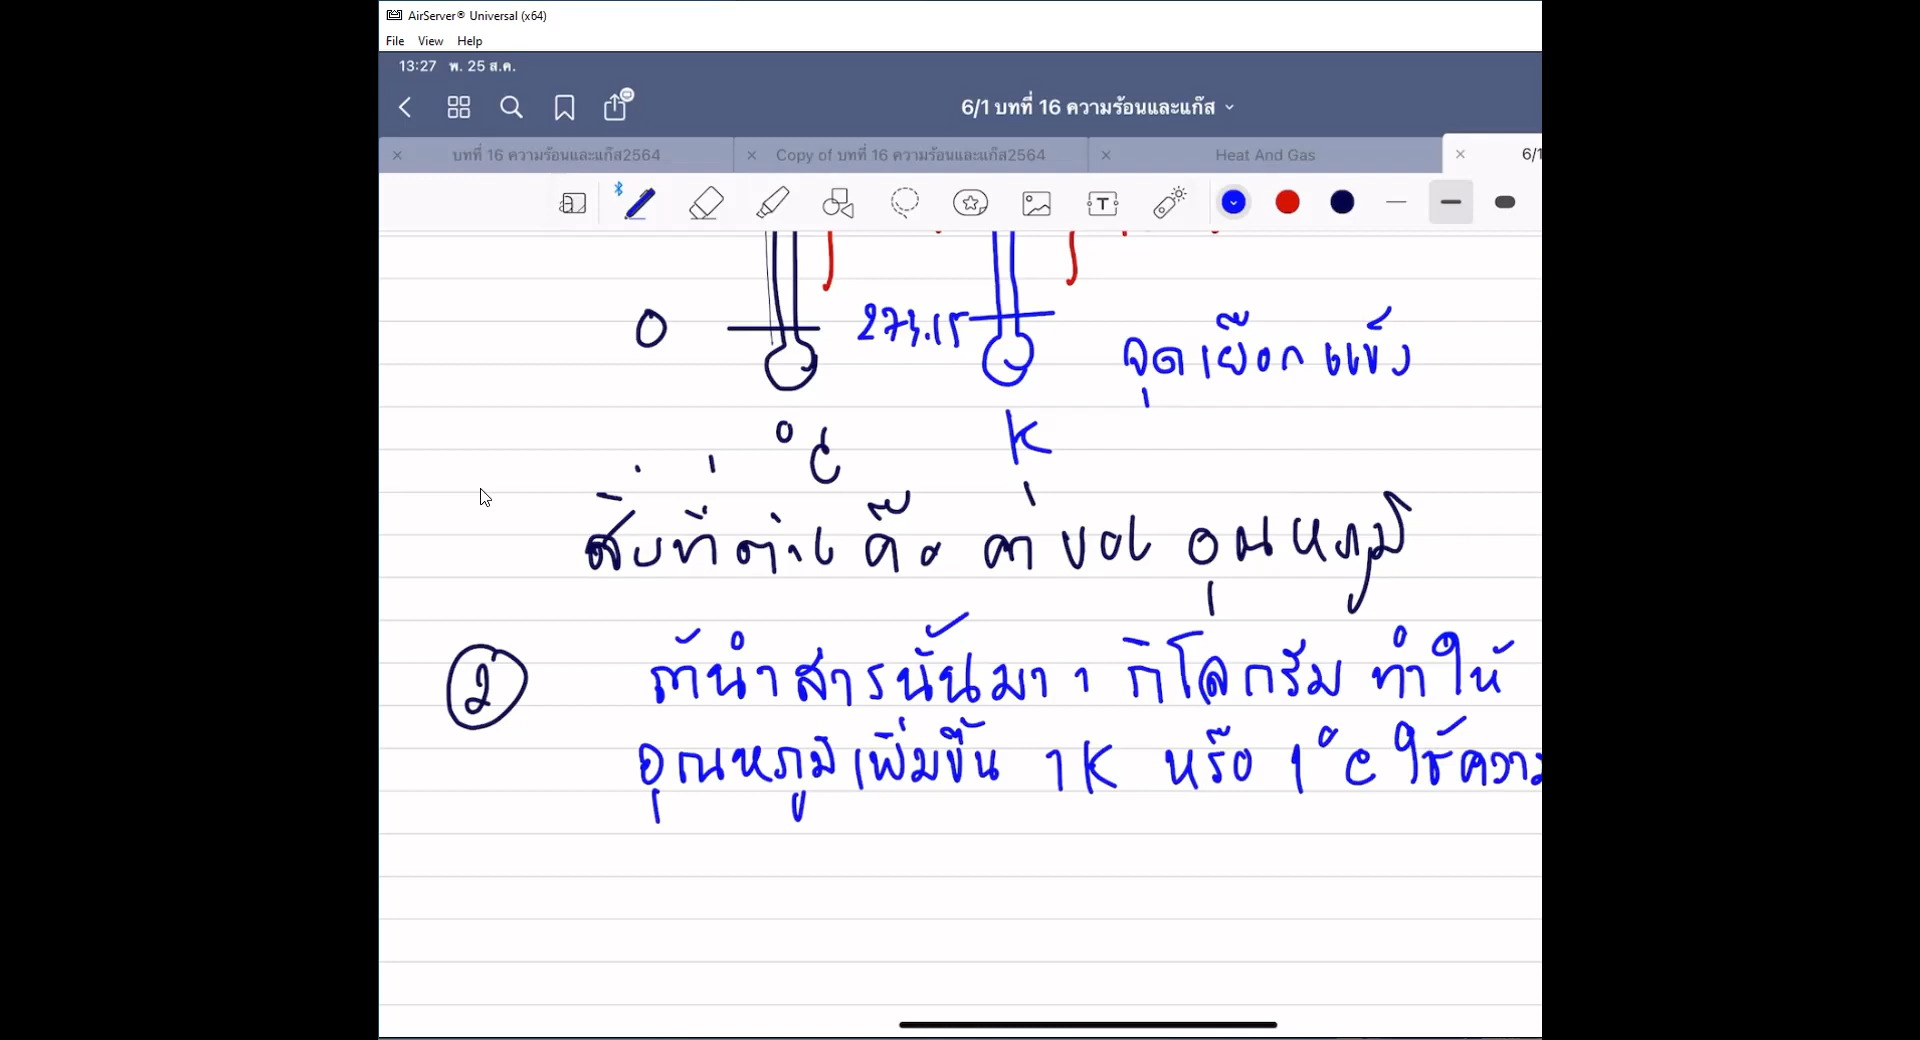 AirServer® Universal (x64)
File View Help
13:27 พ. 25 ส.ค.
6/1 บทที่ 16 ความร้อนและแก๊ส
บทที่ 16 ความร้อนและแก๊ส2564 Copy of บทที่ 16 ความร้อนและแก๊ส2564 Heat And Gas 6/1
0 273.15 จุดเยือกแข็ง
°C K
สิ่งที่ต่างคือ ค่าของ อุณหภูมิ
2 ถ้านำสารนั้นมา 1 กิโลกรัม ทำให้
อุณหภูมิเพิ่มขึ้น 1 K หรือ 1°C ใช้ความ